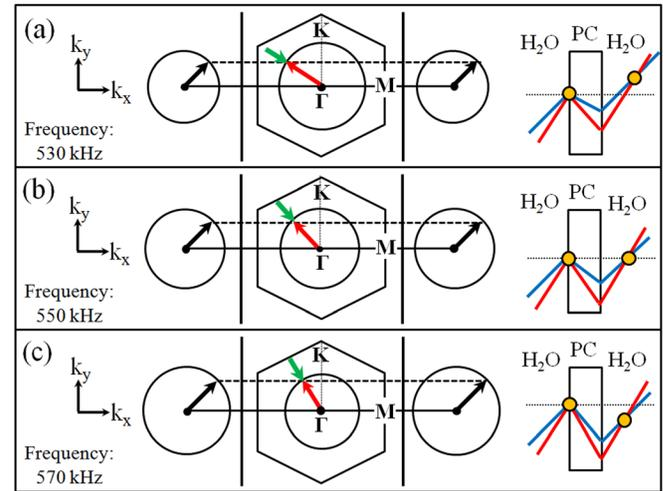 (a)
k_y
k_x
Frequency:
530 kHz
K
Γ
M
H₂O PC H₂O
(b)
k_y
k_x
Frequency:
550 kHz
K
Γ
M
H₂O PC H₂O
(c)
k_y
k_x
Frequency:
570 kHz
K
Γ
M
H₂O PC H₂O